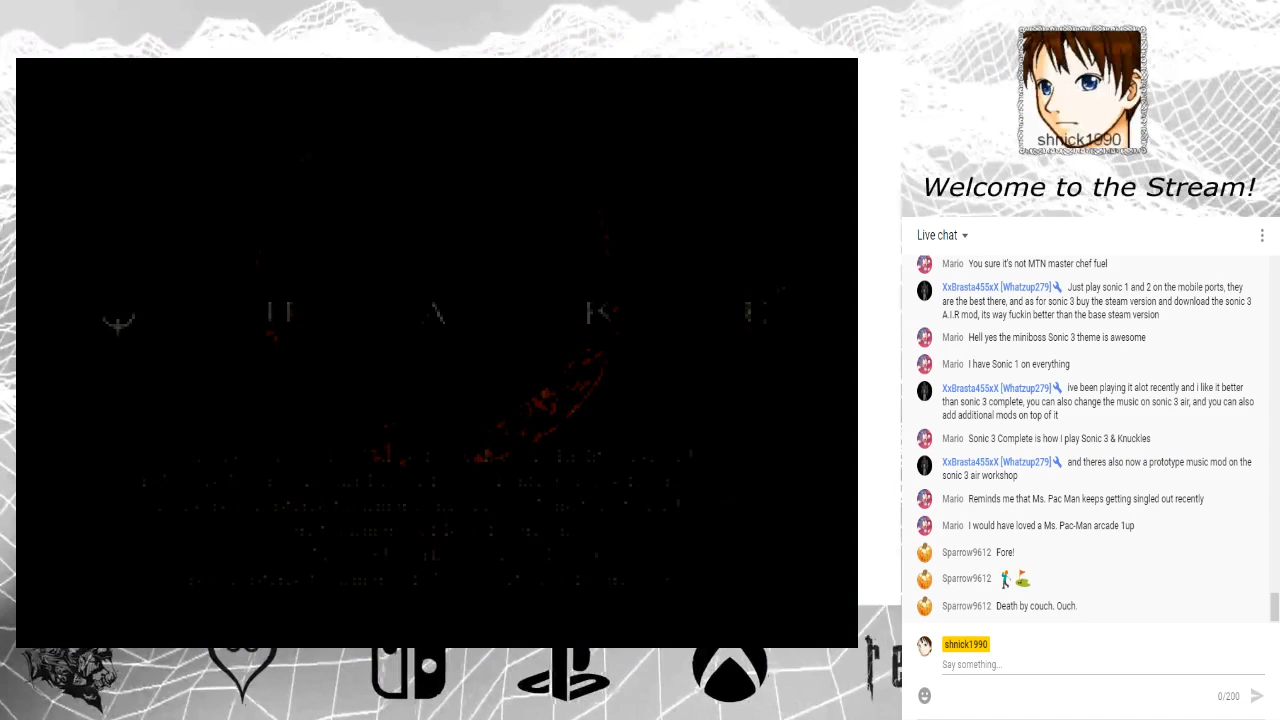 shnick1990
Welcome to the Stream!
Live chat
Mario You sure it's not MTN master chef fuel
XxBrasta455xX [Whatzup279] Just play sonic 1 and 2 on the mobile ports, they
are the best there, and as for sonic 3 buy the steam version and download the sonic 3
A.I.R mod, its way fuckin better than the base steam version
Mario Hell yes the miniboss Sonic 3 theme is awesome
Mario I have Sonic 1 on everything
XxBrasta455xX [Whatzup279] ive been playing it alot recently and i like it better
than sonic 3 complete, you can also change the music on sonic 3 air, and you can also
add additional mods on top of it
Mario Sonic 3 Complete is how I play Sonic 3 & Knuckles
XxBrasta455xX [Whatzup279] and theres also now a prototype music mod on the
sonic 3 air workshop
Mario Reminds me that Ms. Pac Man keeps getting singled out recently
Mario I would have loved a Ms. Pac-Man arcade 1up
Sparrow9612 Fore!
Sparrow9612 🏌️⛳
Sparrow9612 Death by couch. Ouch.
shnick1990
Say something...
0/200